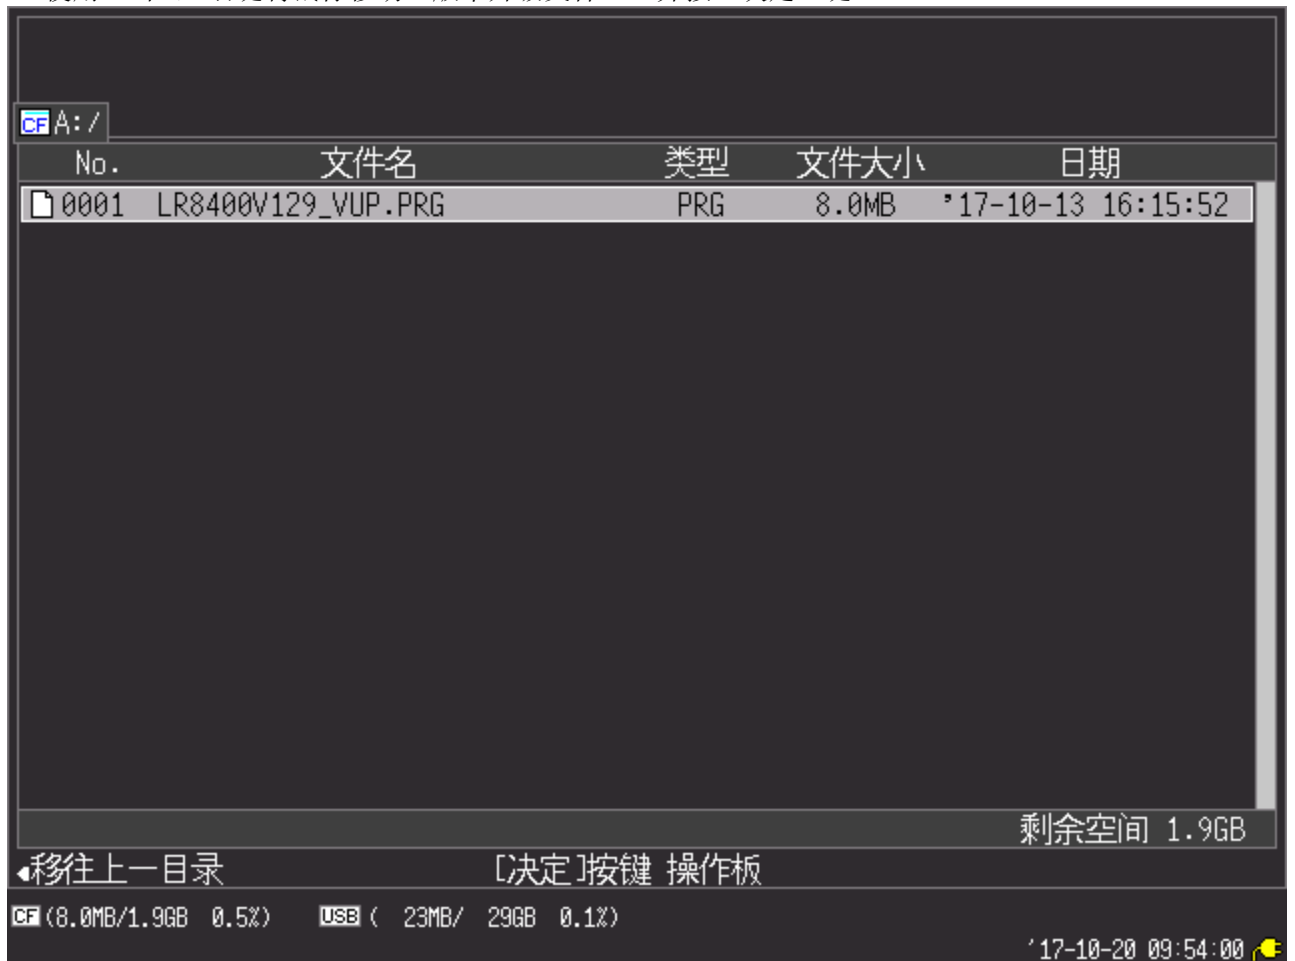 CF A:/
No. 文件名 类型 文件大小 日期
0001 LR8400V129_VUP.PRG PRG 8.0MB '17-10-13 16:15:52
剩余空间 1.9GB
移往上一目录 [决定]按键 操作板
CF (8.0MB/1.9GB 0.5%) USB ( 23MB/ 29GB 0.1%)
'17-10-20 09:54:00